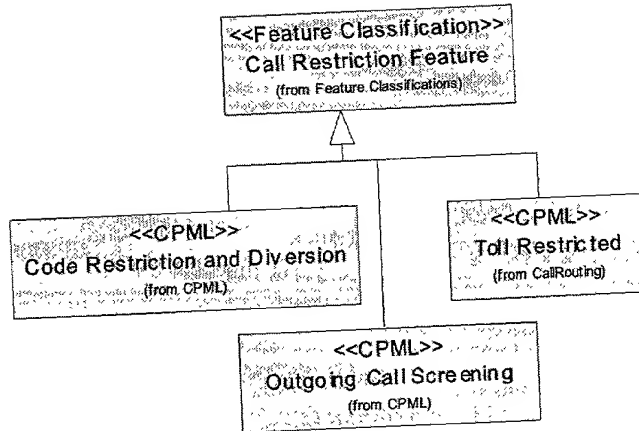 <<Feature Classification>>
Call Restriction Feature
(from Feature Classifications)
<<CPML>>
Code Restriction and Diversion
(from CPML)
<<CPML>>
Toll Restricted
(from CallRouting)
<<CPML>>
Outgoing Call Screening
(from CPML)